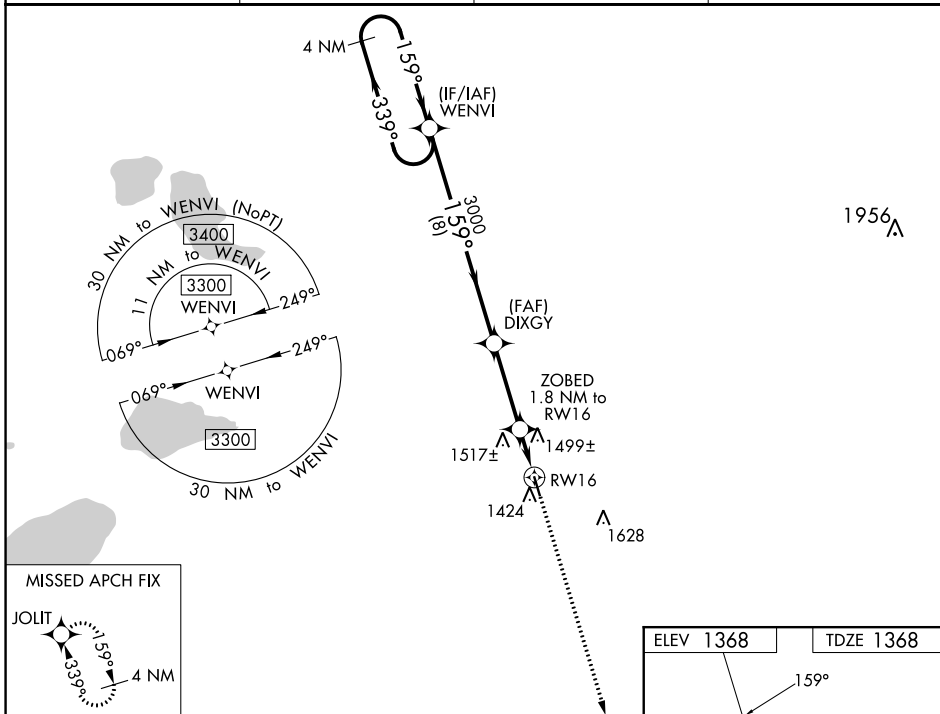 4 NM
159°
339°
(IF/IAF)
WENVI
3000
159°
(8)
1956
30 NM to WENVI (NoPT)
3400
11 NM to WENVI
3300
WENVI
249°
069°
249°
069°
WENVI
3300
30 NM to WENVI
(FAF)
DIXGY
ZOBED
1.8 NM to
RW16
1517±
1499±
RW16
1424
1628
MISSED APCH FIX
JOLIT
159°
339°
4 NM
ELEV 1368
TDZE 1368
159°